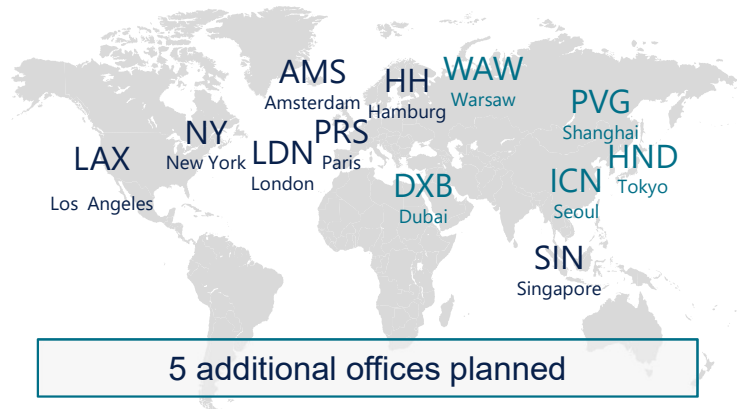 AMS
Amsterdam
HH
Hamburg
WAW
Warsaw
PVG
Shanghai
LAX
Los Angeles
NY
New York
LDN
London
PRS
Paris
HND
Tokyo
DXB
Dubai
ICN
Seoul
SIN
Singapore
5 additional offices planned